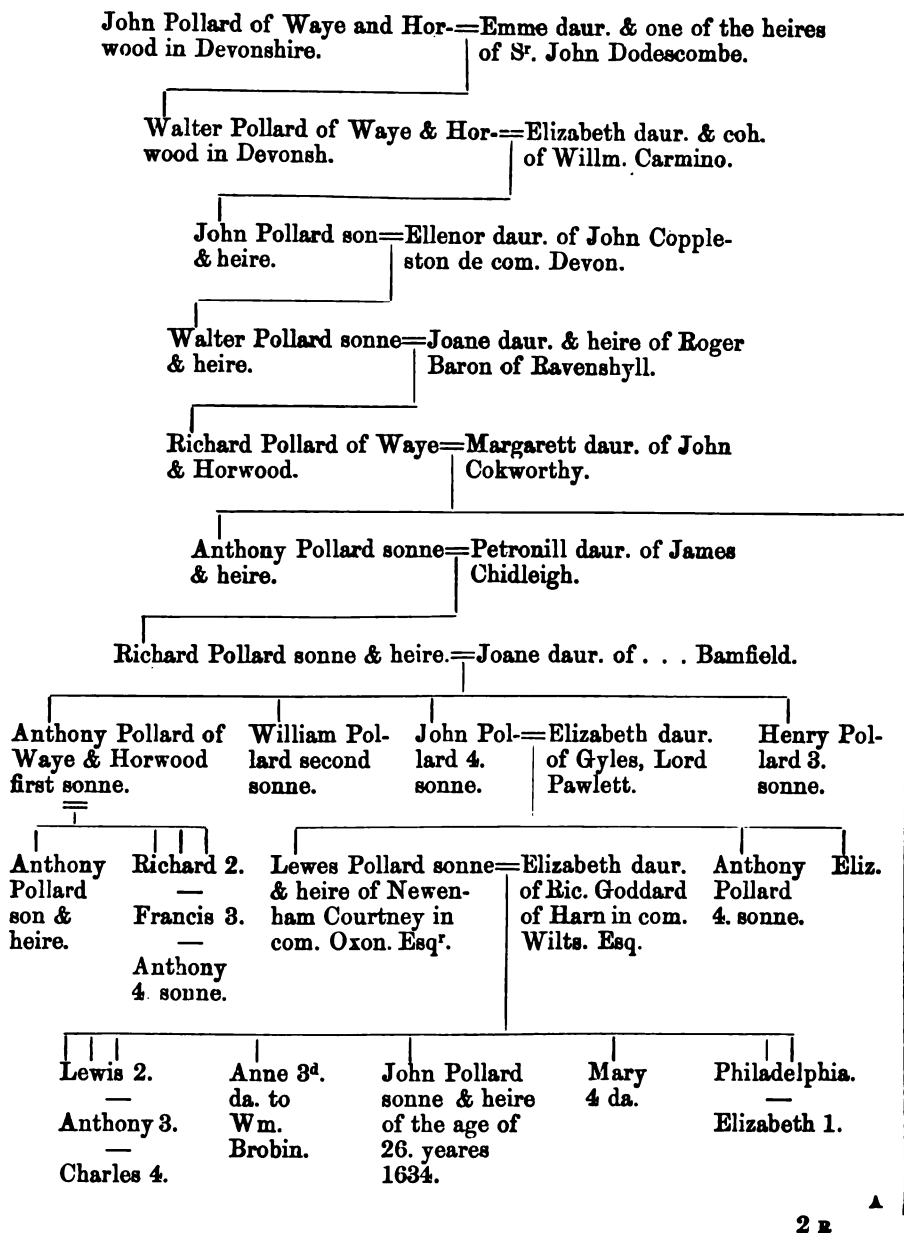 John Pollard of Waye and Hor-=Emme daur. & one of the heires
wood in Devonshire.
of Sr. John Dodescombe.
Walter Pollard of Waye & Hor-=Elizabeth daur. & coh.
wood in Devonsh.
of Willm. Carmino.
John Pollard son=Ellenor daur. of John Copple-
& heire.
ston de com. Devon.
Walter Pollard sonne=Joane daur. & heire of Roger
& heire.
Baron of Ravenshyll.
Richard Pollard of Waye=Margarett daur. of John
& Horwood.
Cokworthy.
Anthony Pollard sonne=Petronill daur. of James
& heire.
Chidleigh.
Richard Pollard sonne & heire.=Joane daur. of . . . Bamfield.
Anthony Pollard of
Waye & Horwood
first sonne.
William Pol-
lard second
sonne.
John Pol-=
lard 4.
sonne.
Elizabeth daur.
of Gyles, Lord
Pawlett.
Henry Pol-
lard 3.
sonne.
Anthony
Pollard
son &
heire.
Richard 2.
—
Francis 3.
—
Anthony
4. sonne.
Lewes Pollard sonne=
& heire of Newen-
ham Courtney in
com. Oxon. Esqr.
Elizabeth daur.
of Ric. Goddard
of Harn in com.
Wilts. Esq.
Anthony
Pollard
4. sonne.
Eliz.
Lewis 2.
—
Anthony 3.
—
Charles 4.
Anne 3d.
da. to
Wm.
Brobin.
John Pollard
sonne & heire
of the age of
26. yeares
1634.
Mary
4 da.
Philadelphia.
—
Elizabeth 1.
A
2 R